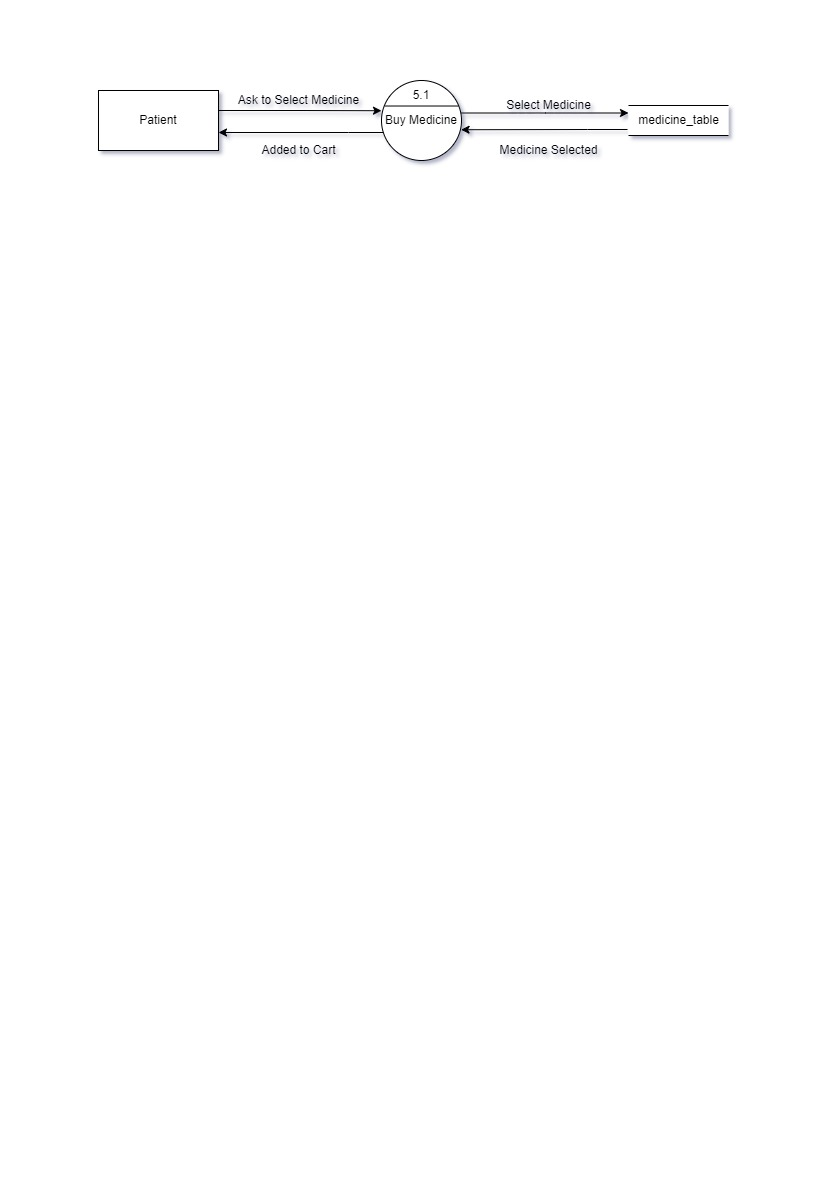 Patient
Ask to Select Medicine
Added to Cart
5.1
Buy Medicine
Select Medicine
Medicine Selected
medicine_table